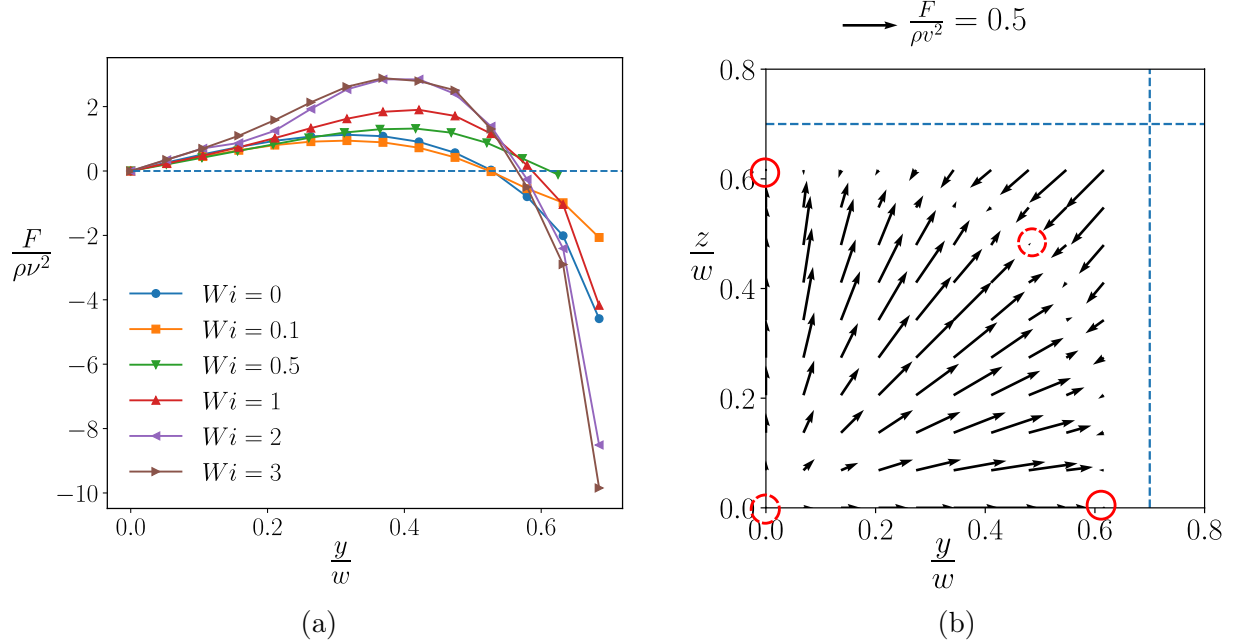 F/ρv² = 0.5
2
0
−2
−4
−6
−8
−10
F/ρν²
Wi = 0
Wi = 0.1
Wi = 0.5
Wi = 1
Wi = 2
Wi = 3
0.0 0.2 0.4 0.6
y/w
(a)
0.8
0.6
0.4
0.2
0.0
z/w
0.0 0.2 0.4 0.6 0.8
y/w
(b)